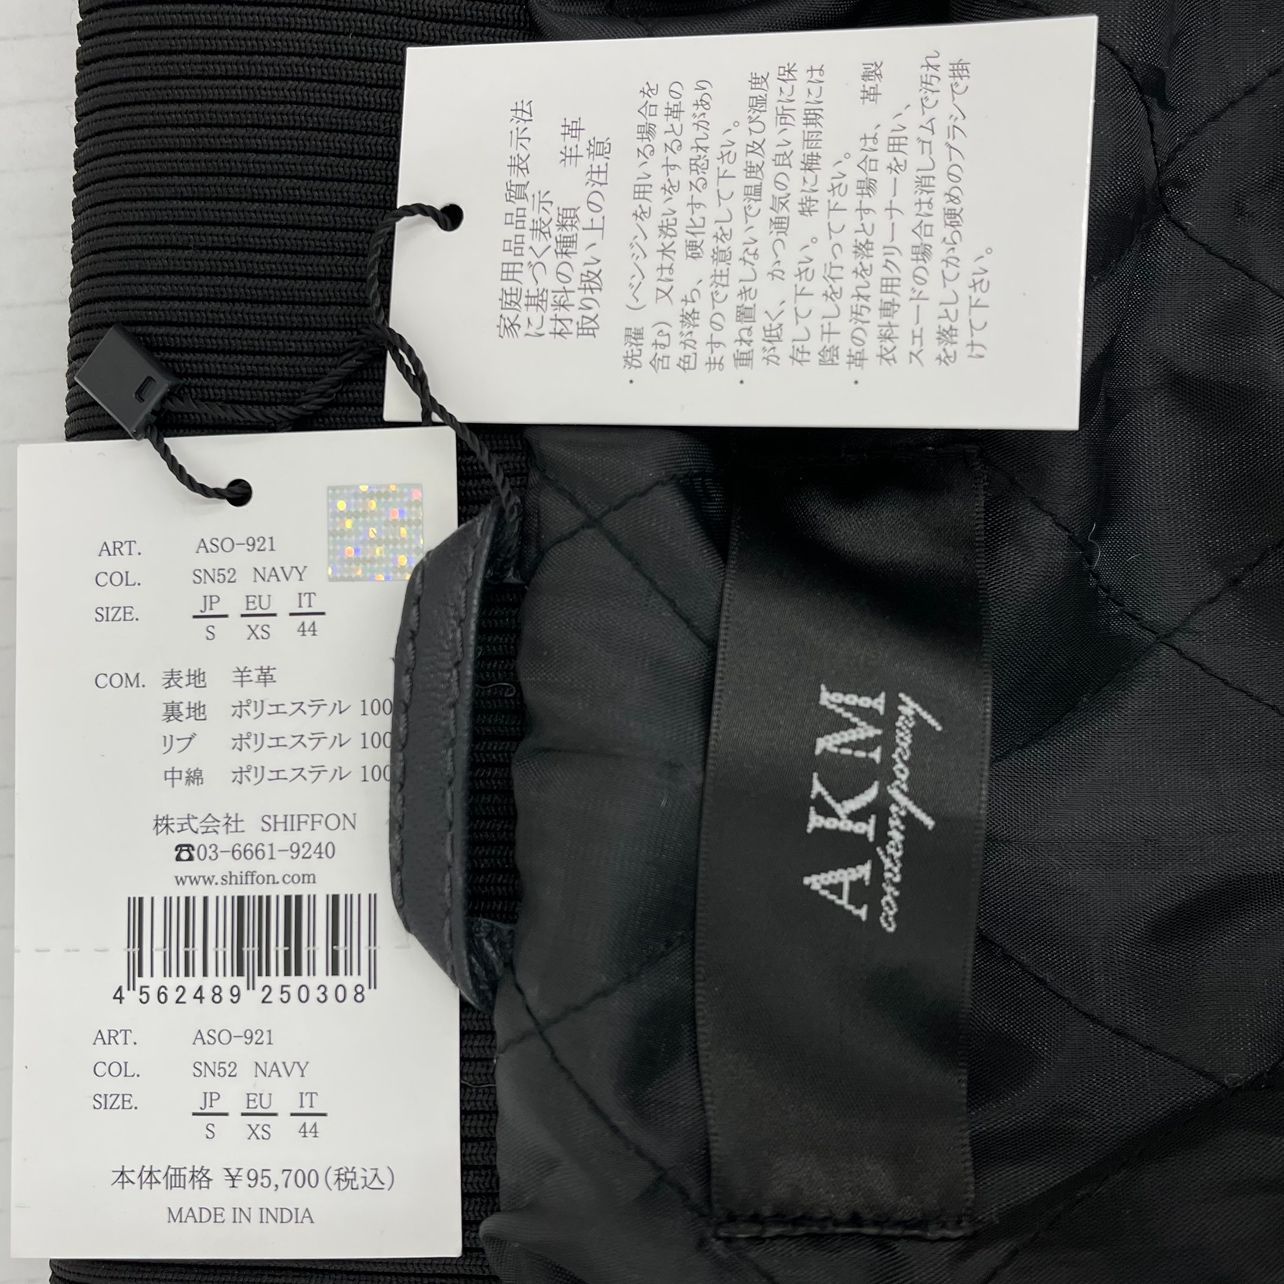 家庭用品品質表示法
に基づく表示
材料の種類　羊革
取り扱い上の注意
・洗濯（ベンジンを用いる場合を
含む）又は水洗いをすると革の
色が落ち、硬化する恐れがあり
ますので注意をして下さい。
・重ね置きしないで温度及び湿度
が低く、かつ通気の良い所に保
存して下さい。特に梅雨期には
陰干しを行って下さい。
・革の汚れを落とす場合は、革製
衣料専用クリーナーを用い、
スエードの場合は消しゴムで汚れ
を落としてから硬めのブラシで掛
けて下さい。
ART. ASO-921
COL. SN52 NAVY
SIZE. JP EU IT
S XS 44
COM. 表地 羊革
裏地 ポリエステル 100
リブ ポリエステル 100
中綿 ポリエステル 100
株式会社 SHIFFON
☎03-6661-9240
www.shiffon.com
4 562489 250308
ART. ASO-921
COL. SN52 NAVY
SIZE. JP EU IT
S XS 44
本体価格 ¥95,700(税込)
MADE IN INDIA
AKM
contemporary